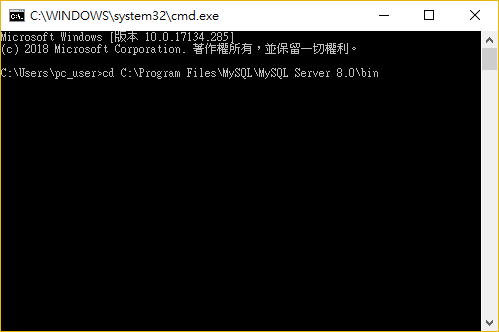 C:\WINDOWS\system32\cmd.exe
Microsoft Windows [版本 10.0.17134.285]
(c) 2018 Microsoft Corporation. 著作權所有，並保留一切權利。
C:\Users\pc_user>cd C:\Program Files\MySQL\MySQL Server 8.0\bin